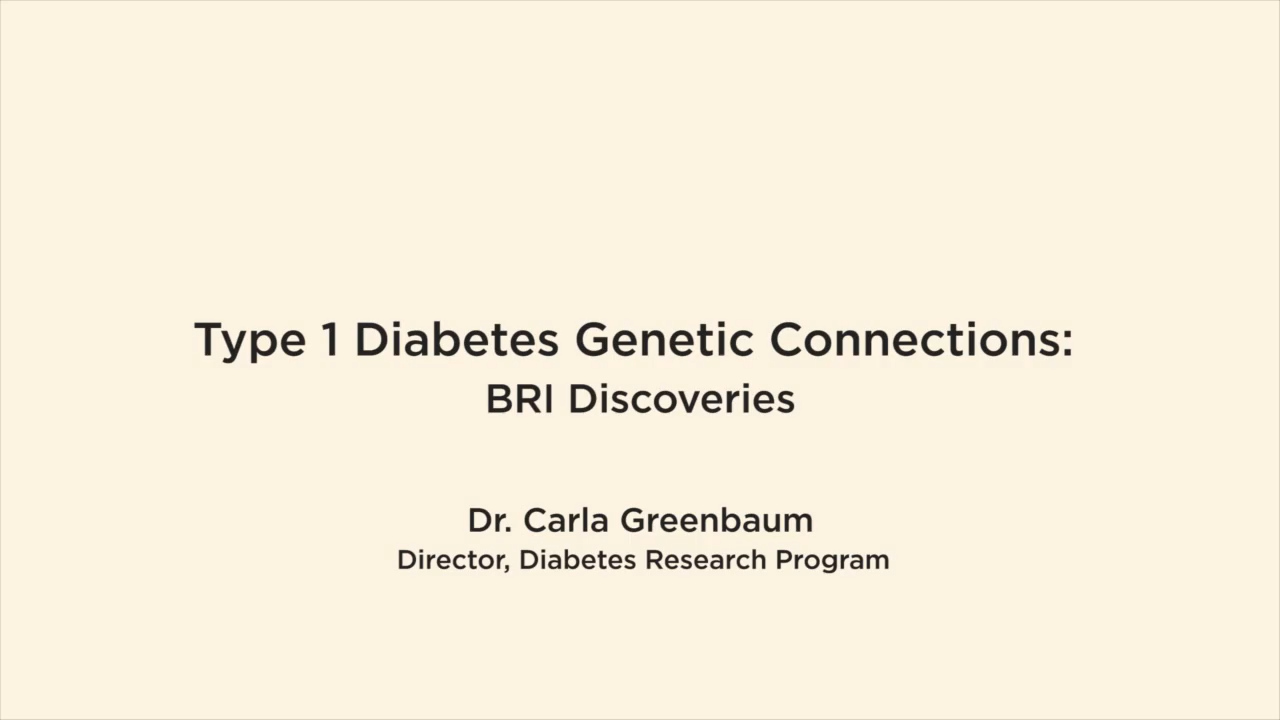 Type 1 Diabetes Genetic Connections:
BRI Discoveries
Dr. Carla Greenbaum
Director, Diabetes Research Program